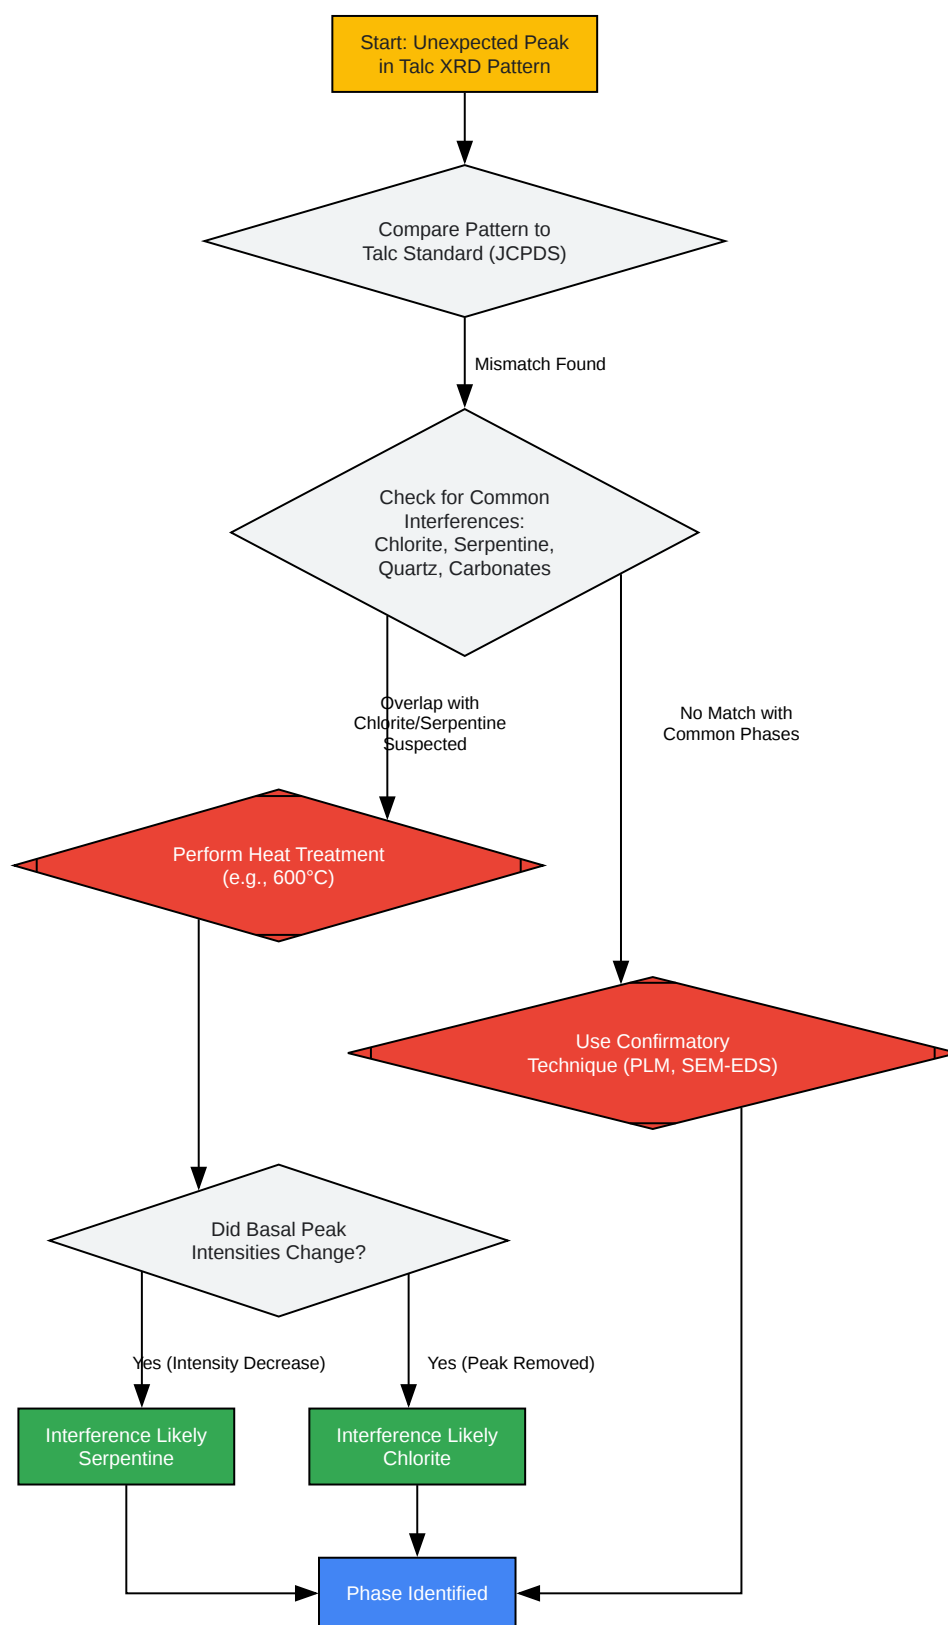 Start: Unexpected Peak
in Talc XRD Pattern
Compare Pattern to
Talc Standard (JCPDS)
Mismatch Found
Check for Common
Interferences:
Chlorite, Serpentine,
Quartz, Carbonates
Overlap with
Chlorite/Serpentine
Suspected
No Match with
Common Phases
Perform Heat Treatment
(e.g., 600°C)
Use Confirmatory
Technique (PLM, SEM-EDS)
Did Basal Peak
Intensities Change?
Yes (Intensity Decrease)
Yes (Peak Removed)
Interference Likely
Serpentine
Interference Likely
Chlorite
Phase Identified